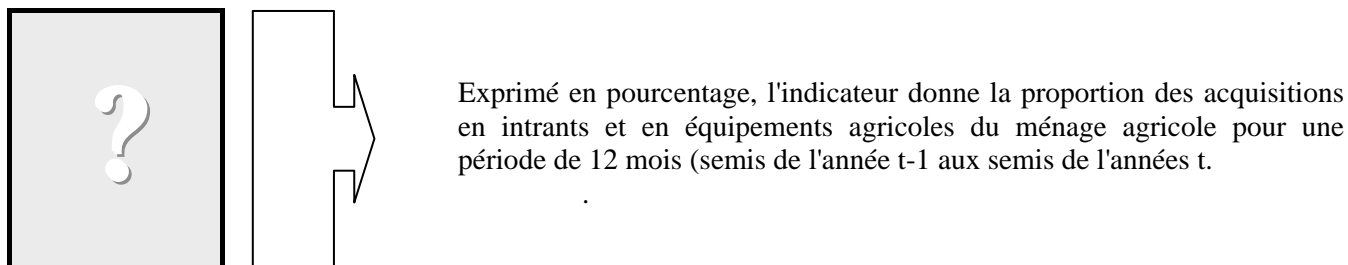 ?
Exprimé en pourcentage, l'indicateur donne la proportion des acquisitions
en intrants et en équipements agricoles du ménage agricole pour une
période de 12 mois (semis de l'année t-1 aux semis de l'années t.
.